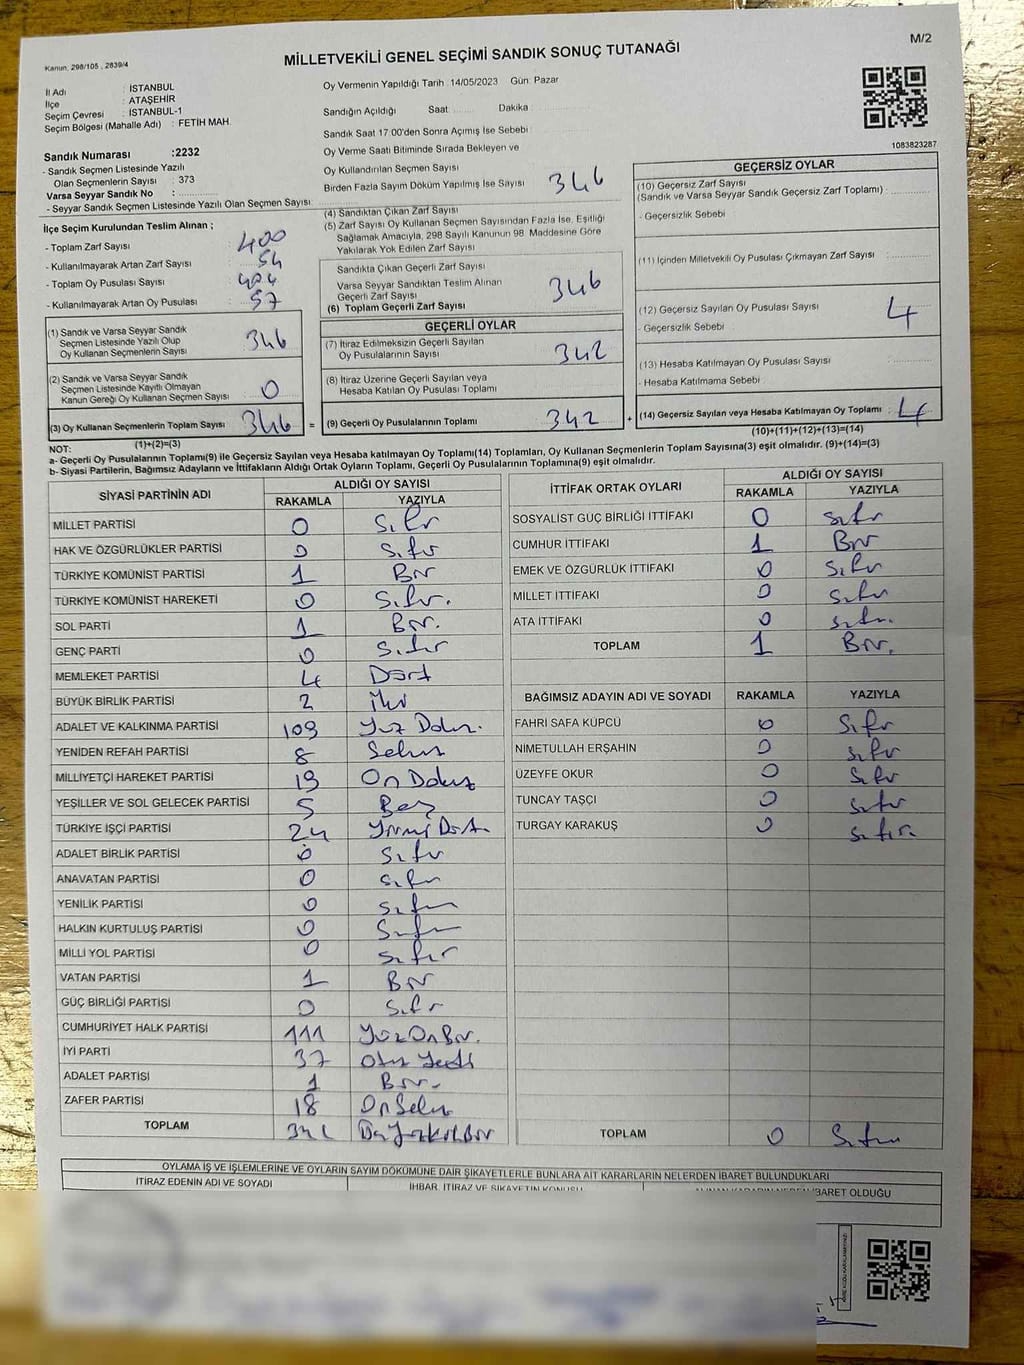 Kanun, 298/105 , 2839/4
MİLLETVEKİLİ GENEL SEÇİMİ SANDIK SONUÇ TUTANAĞI
M/2
İl Adı : İSTANBUL
İlçe : ATAŞEHİR
Seçim Çevresi : İSTANBUL-1
Seçim Bölgesi (Mahalle Adı) : FETİH MAH.
Sandık Numarası :2232
- Sandık Seçmen Listesinde Yazılı
Olan Seçmenlerin Sayısı : 373
Varsa Seyyar Sandık No :
- Seyyar Sandık Seçmen Listesinde Yazılı Olan Seçmen Sayısı:
İlçe Seçim Kurulundan Teslim Alınan ;
- Toplam Zarf Sayısı : 400
- Kullanılmayarak Artan Zarf Sayısı : 54
- Toplam Oy Pusulası Sayısı : 404
- Kullanılmayarak Artan Oy Pusulası : 57
(1) Sandık ve Varsa Seyyar Sandık
Seçmen Listesinde Yazılı Olup
Oy Kullanan Seçmenlerin Sayısı : 346
(2) Sandık ve Varsa Seyyar Sandık
Seçmen Listesinde Kayıtlı Olmayan
Kanun Gereği Oy Kullanan Seçmen Sayısı : 0
(3) Oy Kullanan Seçmenlerin Toplam Sayısı : 346
(1)+(2)=(3)
Oy Vermenin Yapıldığı Tarih : 14/05/2023 Gün: Pazar
Sandığın Açıldığı Saat: Dakika :
Sandık Saat 17:00'den Sonra Açımış İse Sebebi :
Oy Verme Saati Bitiminde Sırada Bekleyen ve
Oy Kullandırılan Seçmen Sayısı :
Birden Fazla Sayım Döküm Yapılmış İse Sayısı :
(4) Sandıktan Çıkan Zarf Sayısı : 346
(5) Zarf Sayısı Oy Kullanan Seçmen Sayısından Fazla İse, Eşitliği
Sağlamak Amacıyla, 298 Sayılı Kanunun 98. Maddesine Göre
Yakılarak Yok Edilen Zarf Sayısı :
Sandıkta Çıkan Geçerli Zarf Sayısı
Varsa Seyyar Sandıktan Teslim Alınan
Geçerli Zarf Sayısı
(6) Toplam Geçerli Zarf Sayısı : 346
GEÇERLİ OYLAR
(7) İtiraz Edilmeksizin Geçerli Sayılan
Oy Pusulalarının Sayısı : 342
(8) İtiraz Üzerine Geçerli Sayılan veya
Hesaba Katılan Oy Pusulası Toplamı :
= (9) Geçerli Oy Pusulalarının Toplamı : 342
1083823287
GEÇERSİZ OYLAR
(10) Geçersiz Zarf Sayısı
(Sandık ve Varsa Seyyar Sandık Geçersiz Zarf Toplamı) :
- Geçersizlik Sebebi :
(11) İçinden Milletvekili Oy Pusulası Çıkmayan Zarf Sayısı :
(12) Geçersiz Sayılan Oy Pusulası Sayısı : 4
- Geçersizlik Sebebi :
(13) Hesaba Katılmayan Oy Pusulası Sayısı :
- Hesaba Katılmama Sebebi :
+ (14) Geçersiz Sayılan veya Hesaba Katılmayan Oy Toplamı : 4
(10)+(11)+(12)+(13)=(14)
NOT:
a- Geçerli Oy Pusulalarının Toplamı(9) ile Geçersiz Sayılan veya Hesaba katılmayan Oy Toplamı(14) Toplamları, Oy Kullanan Seçmenlerin Toplam Sayısına(3) eşit olmalıdır. (9)+(14)=(3)
b- Siyasi Partilerin, Bağımsız Adayların ve İttifakların Aldığı Ortak Oyların Toplamı, Geçerli Oy Pusulalarının Toplamına(9) eşit olmalıdır.
SİYASİ PARTİNİN ADI ALDIĞI OY SAYISI
RAKAMLA YAZIYLA
MİLLET PARTİSİ 0 Sıfır
HAK VE ÖZGÜRLÜKLER PARTİSİ 0 Sıfır
TÜRKİYE KOMÜNİST PARTİSİ 1 Bir
TÜRKİYE KOMÜNİST HAREKETİ 0 Sıfır.
SOL PARTİ 1 Bir.
GENÇ PARTİ 0 Sıfır
MEMLEKET PARTİSİ 4 Dört
BÜYÜK BİRLİK PARTİSİ 2 İki
ADALET VE KALKINMA PARTİSİ 109 Yüz Dokuz.
YENİDEN REFAH PARTİSİ 8 Sekiz
MİLLİYETÇİ HAREKET PARTİSİ 19 On Dokuz
YEŞİLLER VE SOL GELECEK PARTİSİ 5 Beş
TÜRKİYE İŞÇİ PARTİSİ 24 Yirmi Dört.
ADALET BİRLİK PARTİSİ 0 Sıfır
ANAVATAN PARTİSİ 0 Sıfır
YENİLİK PARTİSİ 0 Sıfır
HALKIN KURTULUŞ PARTİSİ 0 Sıfır
MİLLİ YOL PARTİSİ 0 Sıfır
VATAN PARTİSİ 1 Bir
GÜÇ BİRLİĞİ PARTİSİ 0 Sıfır
CUMHURİYET HALK PARTİSİ 111 Yüz On Bir.
İYİ PARTİ 37 Otuz Yedi
ADALET PARTİSİ 1 Bir.
ZAFER PARTİSİ 18 On Sekiz
TOPLAM 341 Üç Yüz Kırk Bir
İTTİFAK ORTAK OYLARI ALDIĞI OY SAYISI
RAKAMLA YAZIYLA
SOSYALİST GÜÇ BİRLİĞİ İTTİFAKI 0 Sıfır
CUMHUR İTTİFAKI 1 Bir
EMEK VE ÖZGÜRLÜK İTTİFAKI 0 Sıfır
MİLLET İTTİFAKI 0 Sıfır
ATA İTTİFAKI 0 Sıfır.
TOPLAM 1 Bir.
BAĞIMSIZ ADAYIN ADI VE SOYADI RAKAMLA YAZIYLA
FAHRİ SAFA KÜPCÜ 0 Sıfır
NİMETULLAH ERŞAHİN 0 Sıfır
ÜZEYFE OKUR 0 Sıfır
TUNCAY TAŞÇI 0 Sıfır
TURGAY KARAKUŞ 0 Sıfır.
TOPLAM 0 Sıfır
OYLAMA İŞ VE İŞLEMLERİNE VE OYLARIN SAYIM DÖKÜMÜNE DAİR ŞİKAYETLERLE BUNLARA AİT KARARLARIN NELERDEN İBARET BULUNDUKLARI
İTİRAZ EDENİN ADI VE SOYADI İHBAR, İTİRAZ VE ŞİKAYETİN KONUSU İBARET OLDUĞU